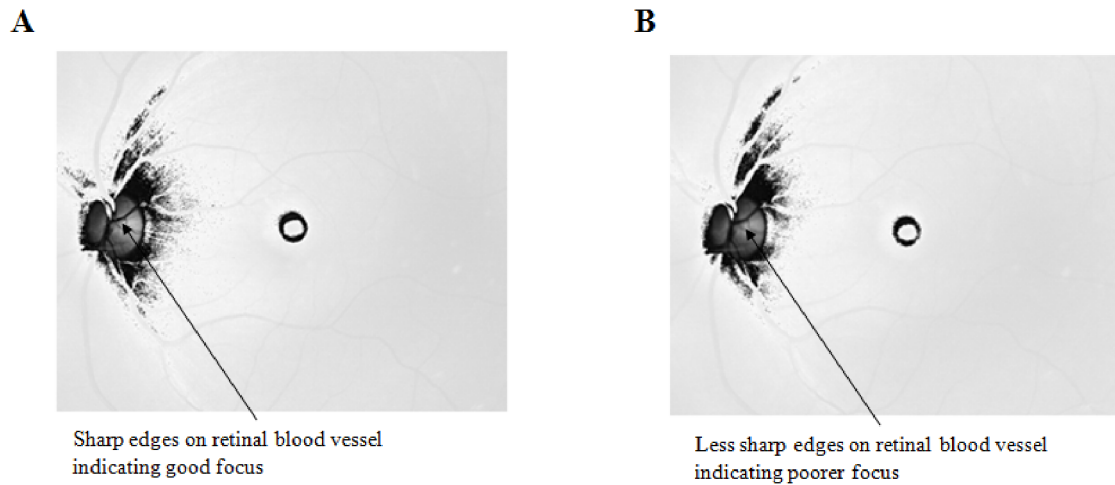 A
B
Sharp edges on retinal blood vessel
indicating good focus
Less sharp edges on retinal blood vessel
indicating poorer focus